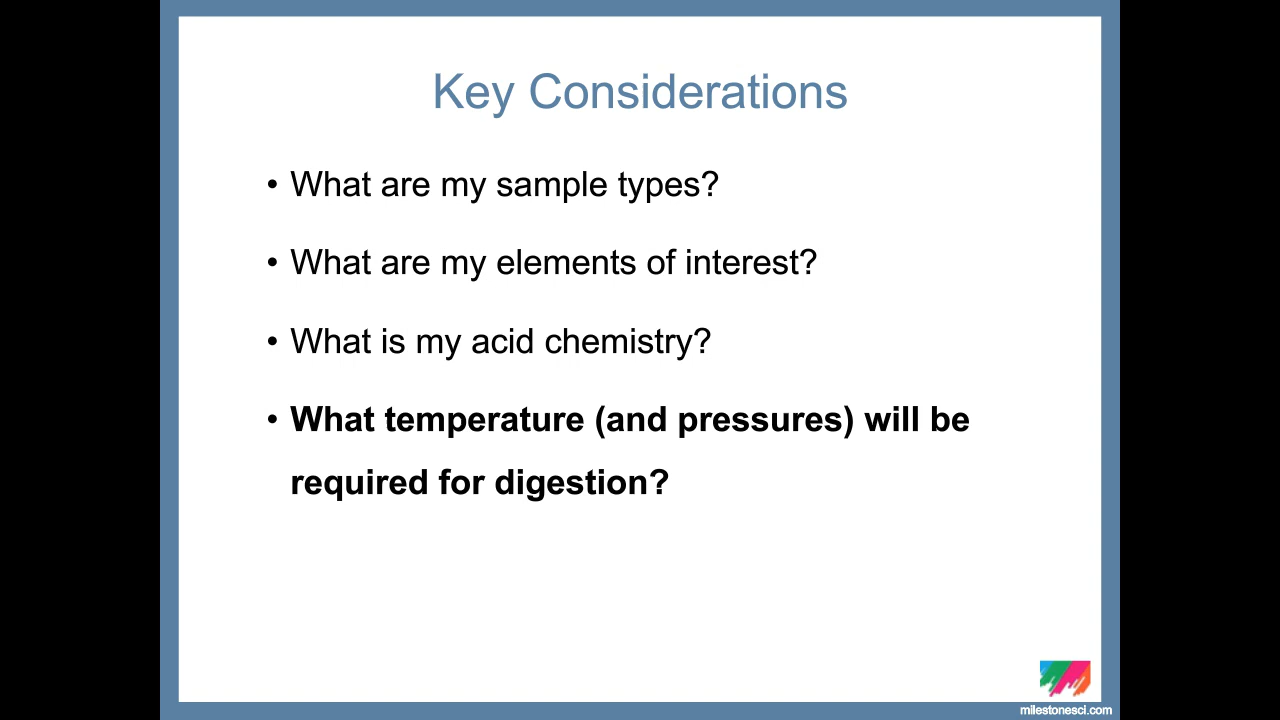 Key Considerations
• What are my sample types?
• What are my elements of interest?
• What is my acid chemistry?
• What temperature (and pressures) will be
required for digestion?
milestonesci.com